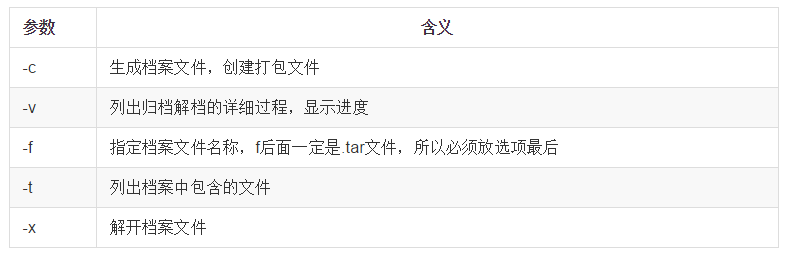 参数 含义
-c 生成档案文件，创建打包文件
-v 列出归档解档的详细过程，显示进度
-f 指定档案文件名称，f后面一定是.tar文件，所以必须放选项最后
-t 列出档案中包含的文件
-x 解开档案文件